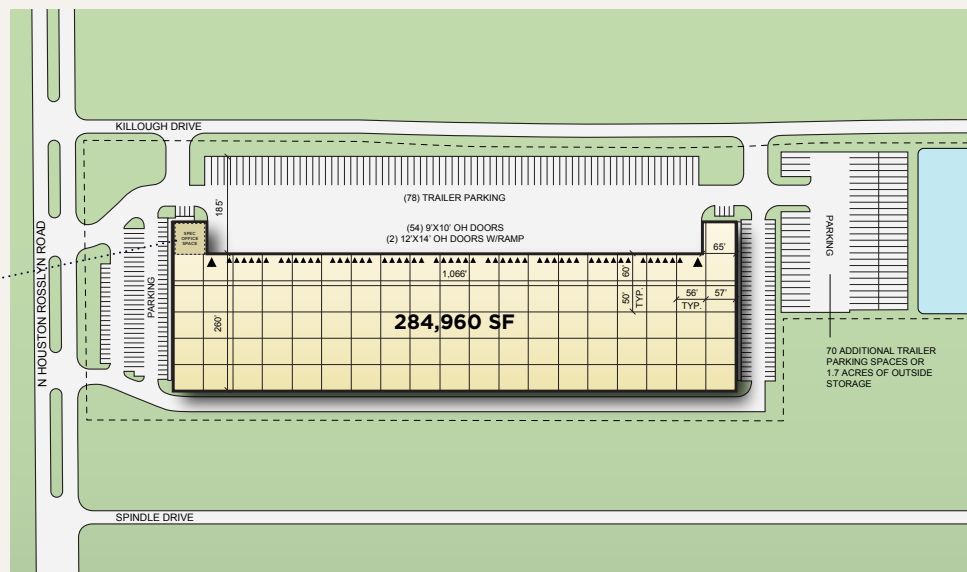 KILLOUGH DRIVE
(78) TRAILER PARKING
185'
(54) 9'X10' OH DOORS
(2) 12'X14' OH DOORS W/RAMP
SPEC
OFFICE
SPACE
65'
PARKING
N HOUSTON ROSSLYN ROAD
PARKING
1,066'
60'
50'
TYP.
56'
TYP.
57'
260'
284,960 SF
70 ADDITIONAL TRAILER
PARKING SPACES OR
1.7 ACRES OF OUTSIDE
STORAGE
SPINDLE DRIVE